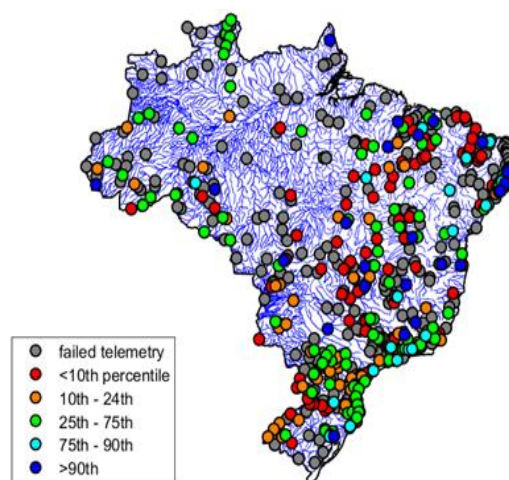 failed telemetry
<10th percentile
10th - 24th
25th - 75th
75th - 90th
>90th